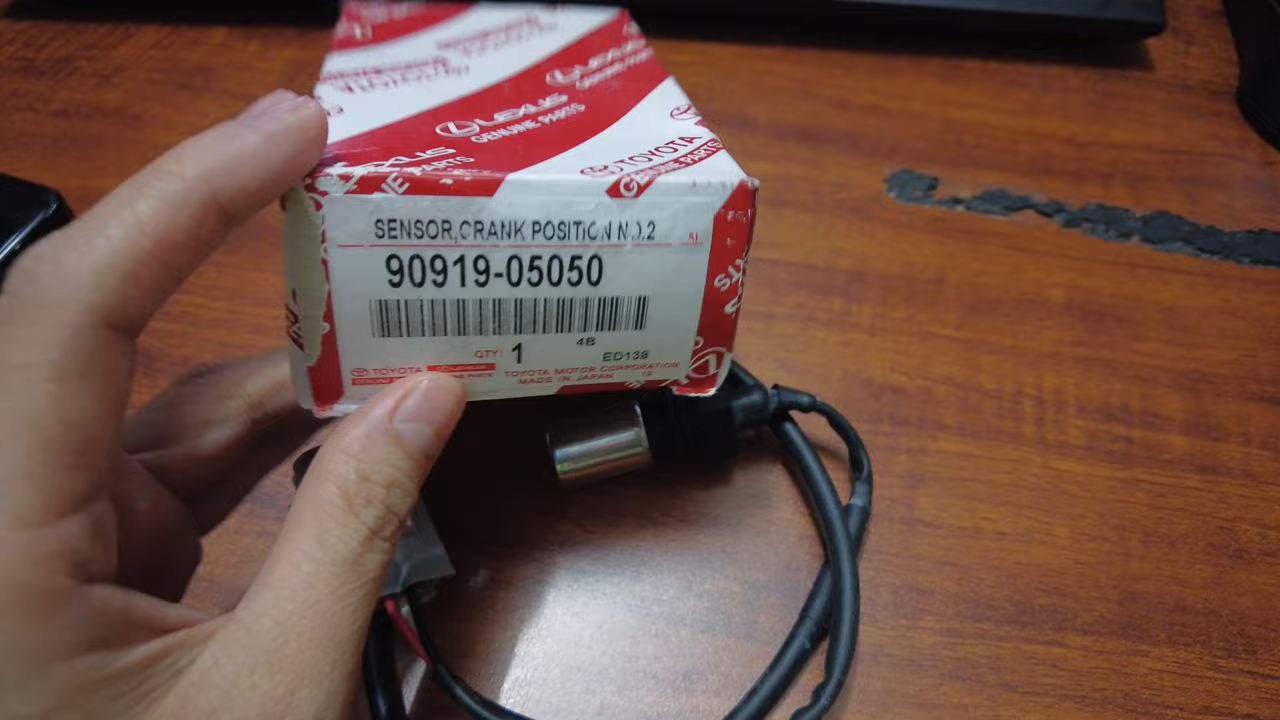 LEXUS
GENUINE PARTS
TOYOTA
GENUINE PARTS
SENSOR,CRANK POSITION NO.2
90919-05050
QTY: 1
4B
ED138
TOYOTA
TOYOTA MOTOR CORPORATION
MADE IN JAPAN